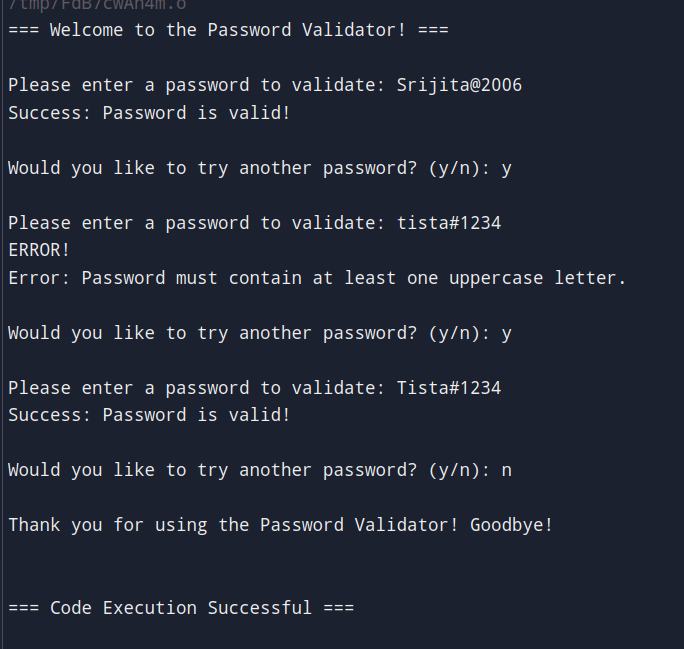 === Welcome to the Password Validator! ===
Please enter a password to validate: Srijita@2006
Success: Password is valid!
Would you like to try another password? (y/n): y
Please enter a password to validate: tista#1234
ERROR!
Error: Password must contain at least one uppercase letter.
Would you like to try another password? (y/n): y
Please enter a password to validate: Tista#1234
Success: Password is valid!
Would you like to try another password? (y/n): n
Thank you for using the Password Validator! Goodbye!
=== Code Execution Successful ===